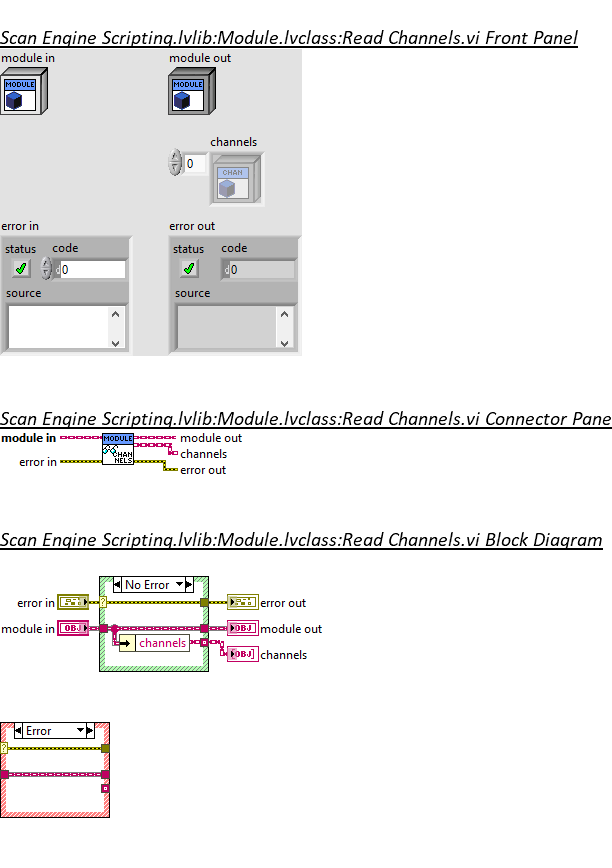 Scan Engine Scripting.lvlib:Module.lvclass:Read Channels.vi Front Panel
module in
module out
MODULE
MODULE
channels
0
CHAN
error in
error out
status
code
status
code
d0
d0
source
source
Scan Engine Scripting.lvlib:Module.lvclass:Read Channels.vi Connector Pane
module in
MODULE
module out
CHAN
NELS
channels
error in
error out
Scan Engine Scripting.lvlib:Module.lvclass:Read Channels.vi Block Diagram
No Error
error in
?
error out
module in
OBJ
OBJ
module out
channels
OBJ
channels
Error
?